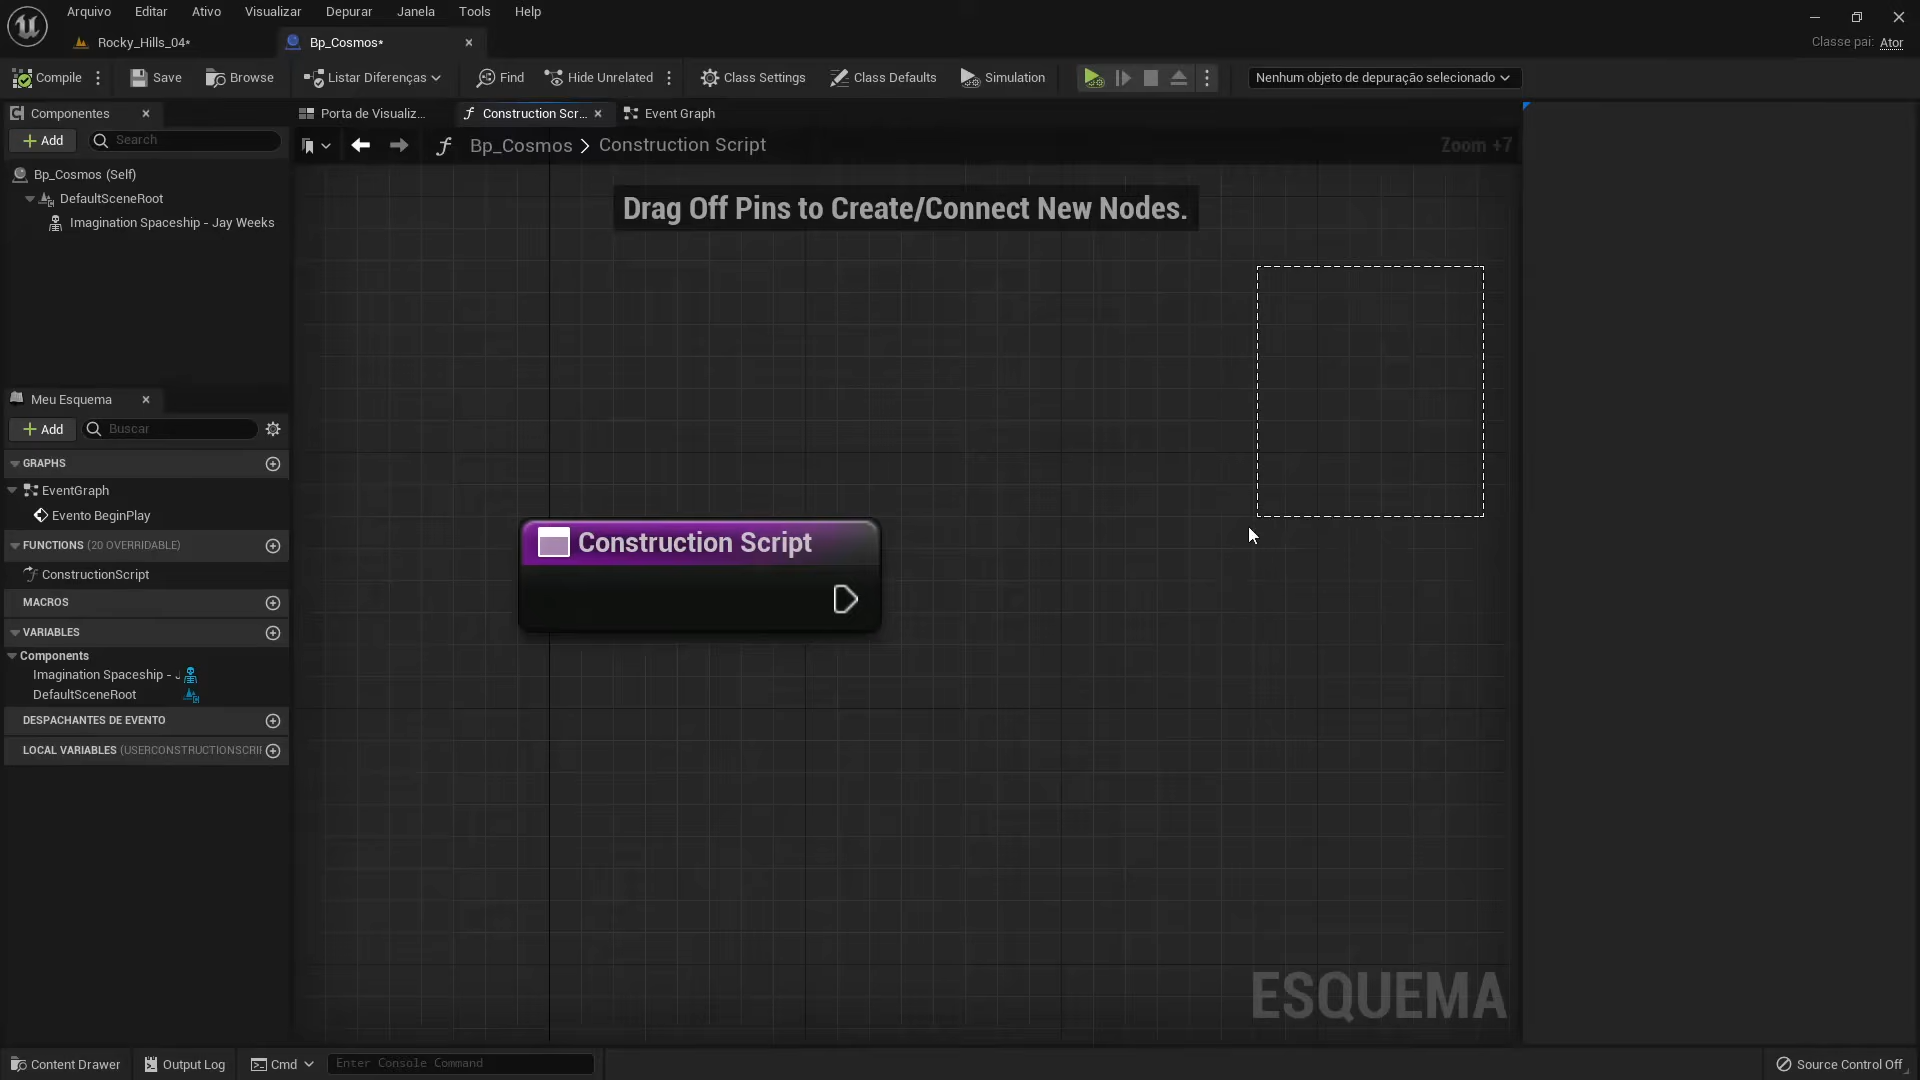 Arquivo Editar Ativo Visualizar Depurar Janela Tools Help
Rocky_Hills_04* Bp_Cosmos*
Classe pai: Ator
Compile Save Browse Listar Diferenças Find Hide Unrelated Class Settings Class Defaults Simulation Nenhum objeto de depuração selecionado
Componentes
Porta de Visualiz... Construction Scr... Event Graph
Add Search
Bp_Cosmos > Construction Script
Zoom +7
Bp_Cosmos (Self)
DefaultSceneRoot
Imagination Spaceship - Jay Weeks
Drag Off Pins to Create/Connect New Nodes.
Meu Esquema
Add Buscar
GRAPHS
EventGraph
Evento BeginPlay
FUNCTIONS (20 OVERRIDABLE)
ConstructionScript
MACROS
VARIABLES
Components
Imagination Spaceship - J
DefaultSceneRoot
DESPACHANTES DE EVENTO
LOCAL VARIABLES (USERCONSTRUCTIONSCRIP
Construction Script
ESQUEMA
Content Drawer Output Log Cmd Enter Console Command Source Control Off